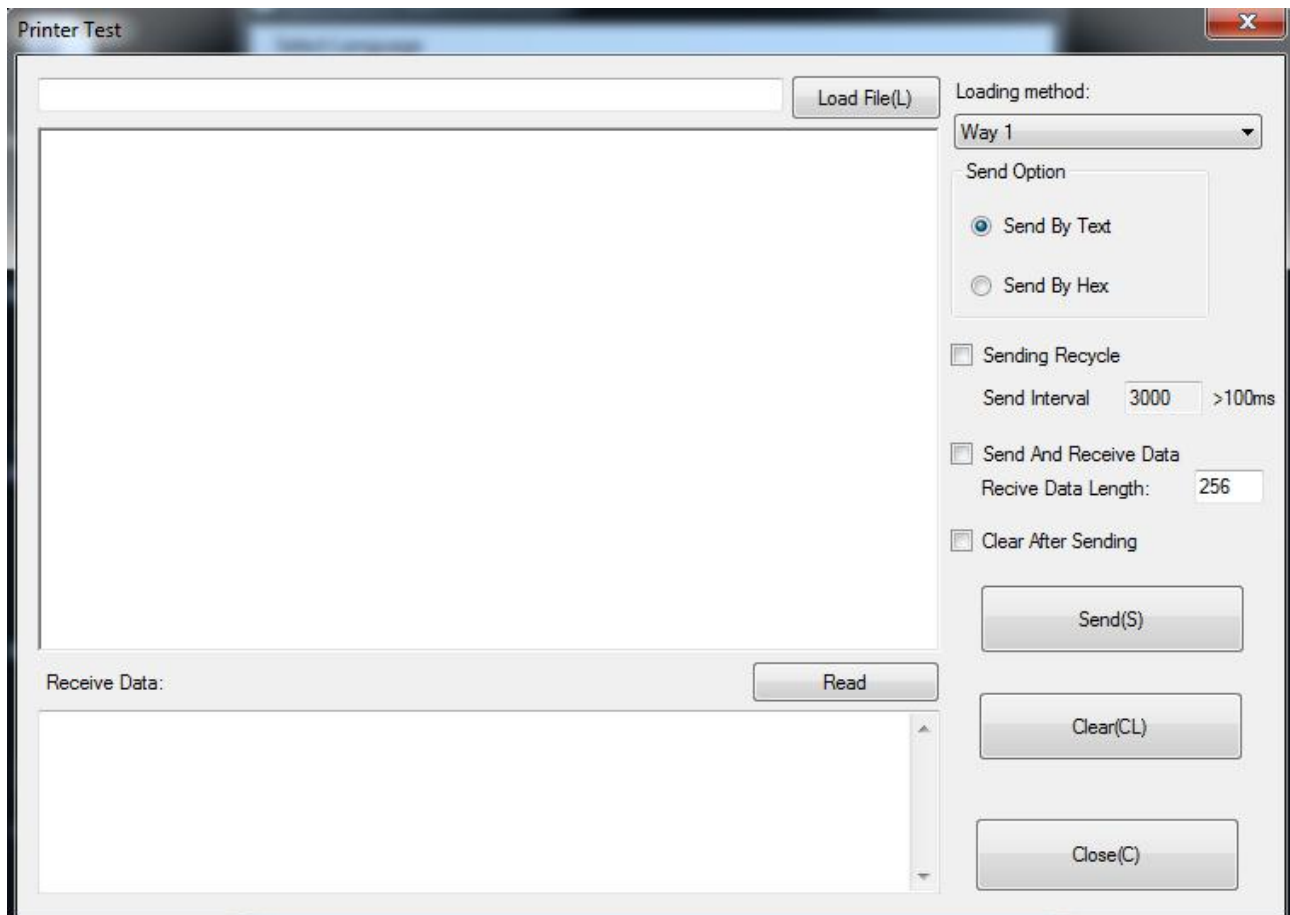 Printer Test
Load File(L)
Loading method:
Way 1
Send Option
Send By Text
Send By Hex
Sending Recycle
Send Interval 3000 >100ms
Send And Receive Data
Recive Data Length: 256
Clear After Sending
Send(S)
Receive Data:
Read
Clear(CL)
Close(C)